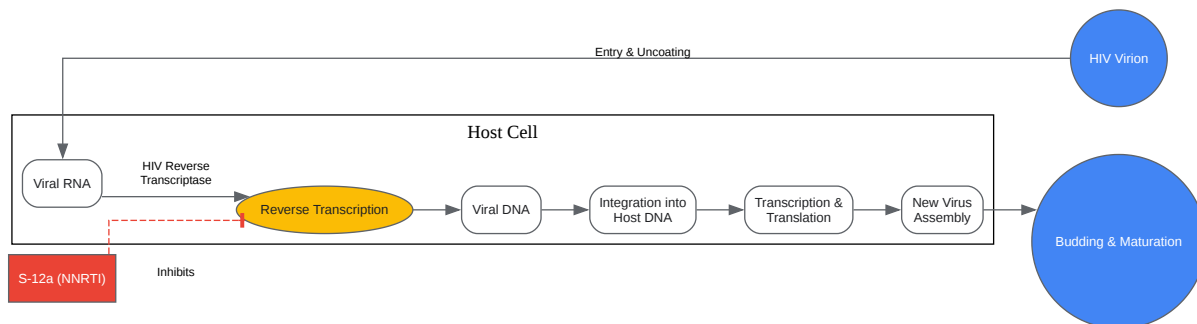 Entry & Uncoating
HIV Virion
Host Cell
Viral RNA
HIV Reverse
Transcriptase
Reverse Transcription
Viral DNA
Integration into
Host DNA
Transcription &
Translation
New Virus
Assembly
Budding & Maturation
S-12a (NNRTI)
Inhibits